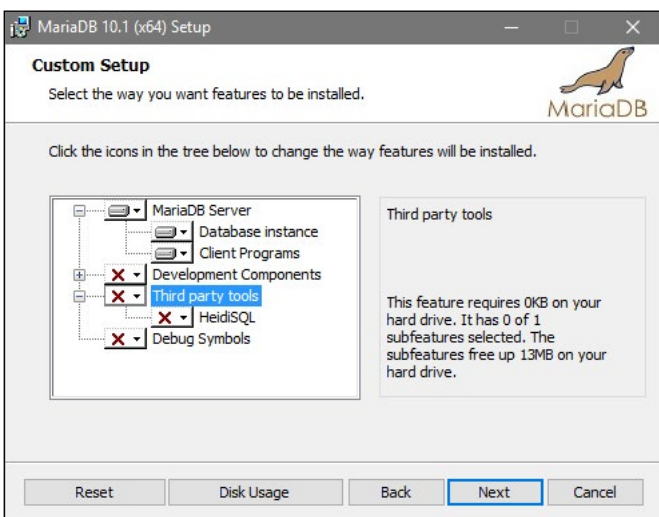 MariaDB 10.1 (x64) Setup
Custom Setup
Select the way you want features to be installed.
MariaDB
Click the icons in the tree below to change the way features will be installed.
MariaDB Server
Database instance
Client Programs
Development Components
Third party tools
HeidiSQL
Debug Symbols
Third party tools
This feature requires 0KB on your
hard drive. It has 0 of 1
subfeatures selected. The
subfeatures free up 13MB on your
hard drive.
Reset
Disk Usage
Back
Next
Cancel